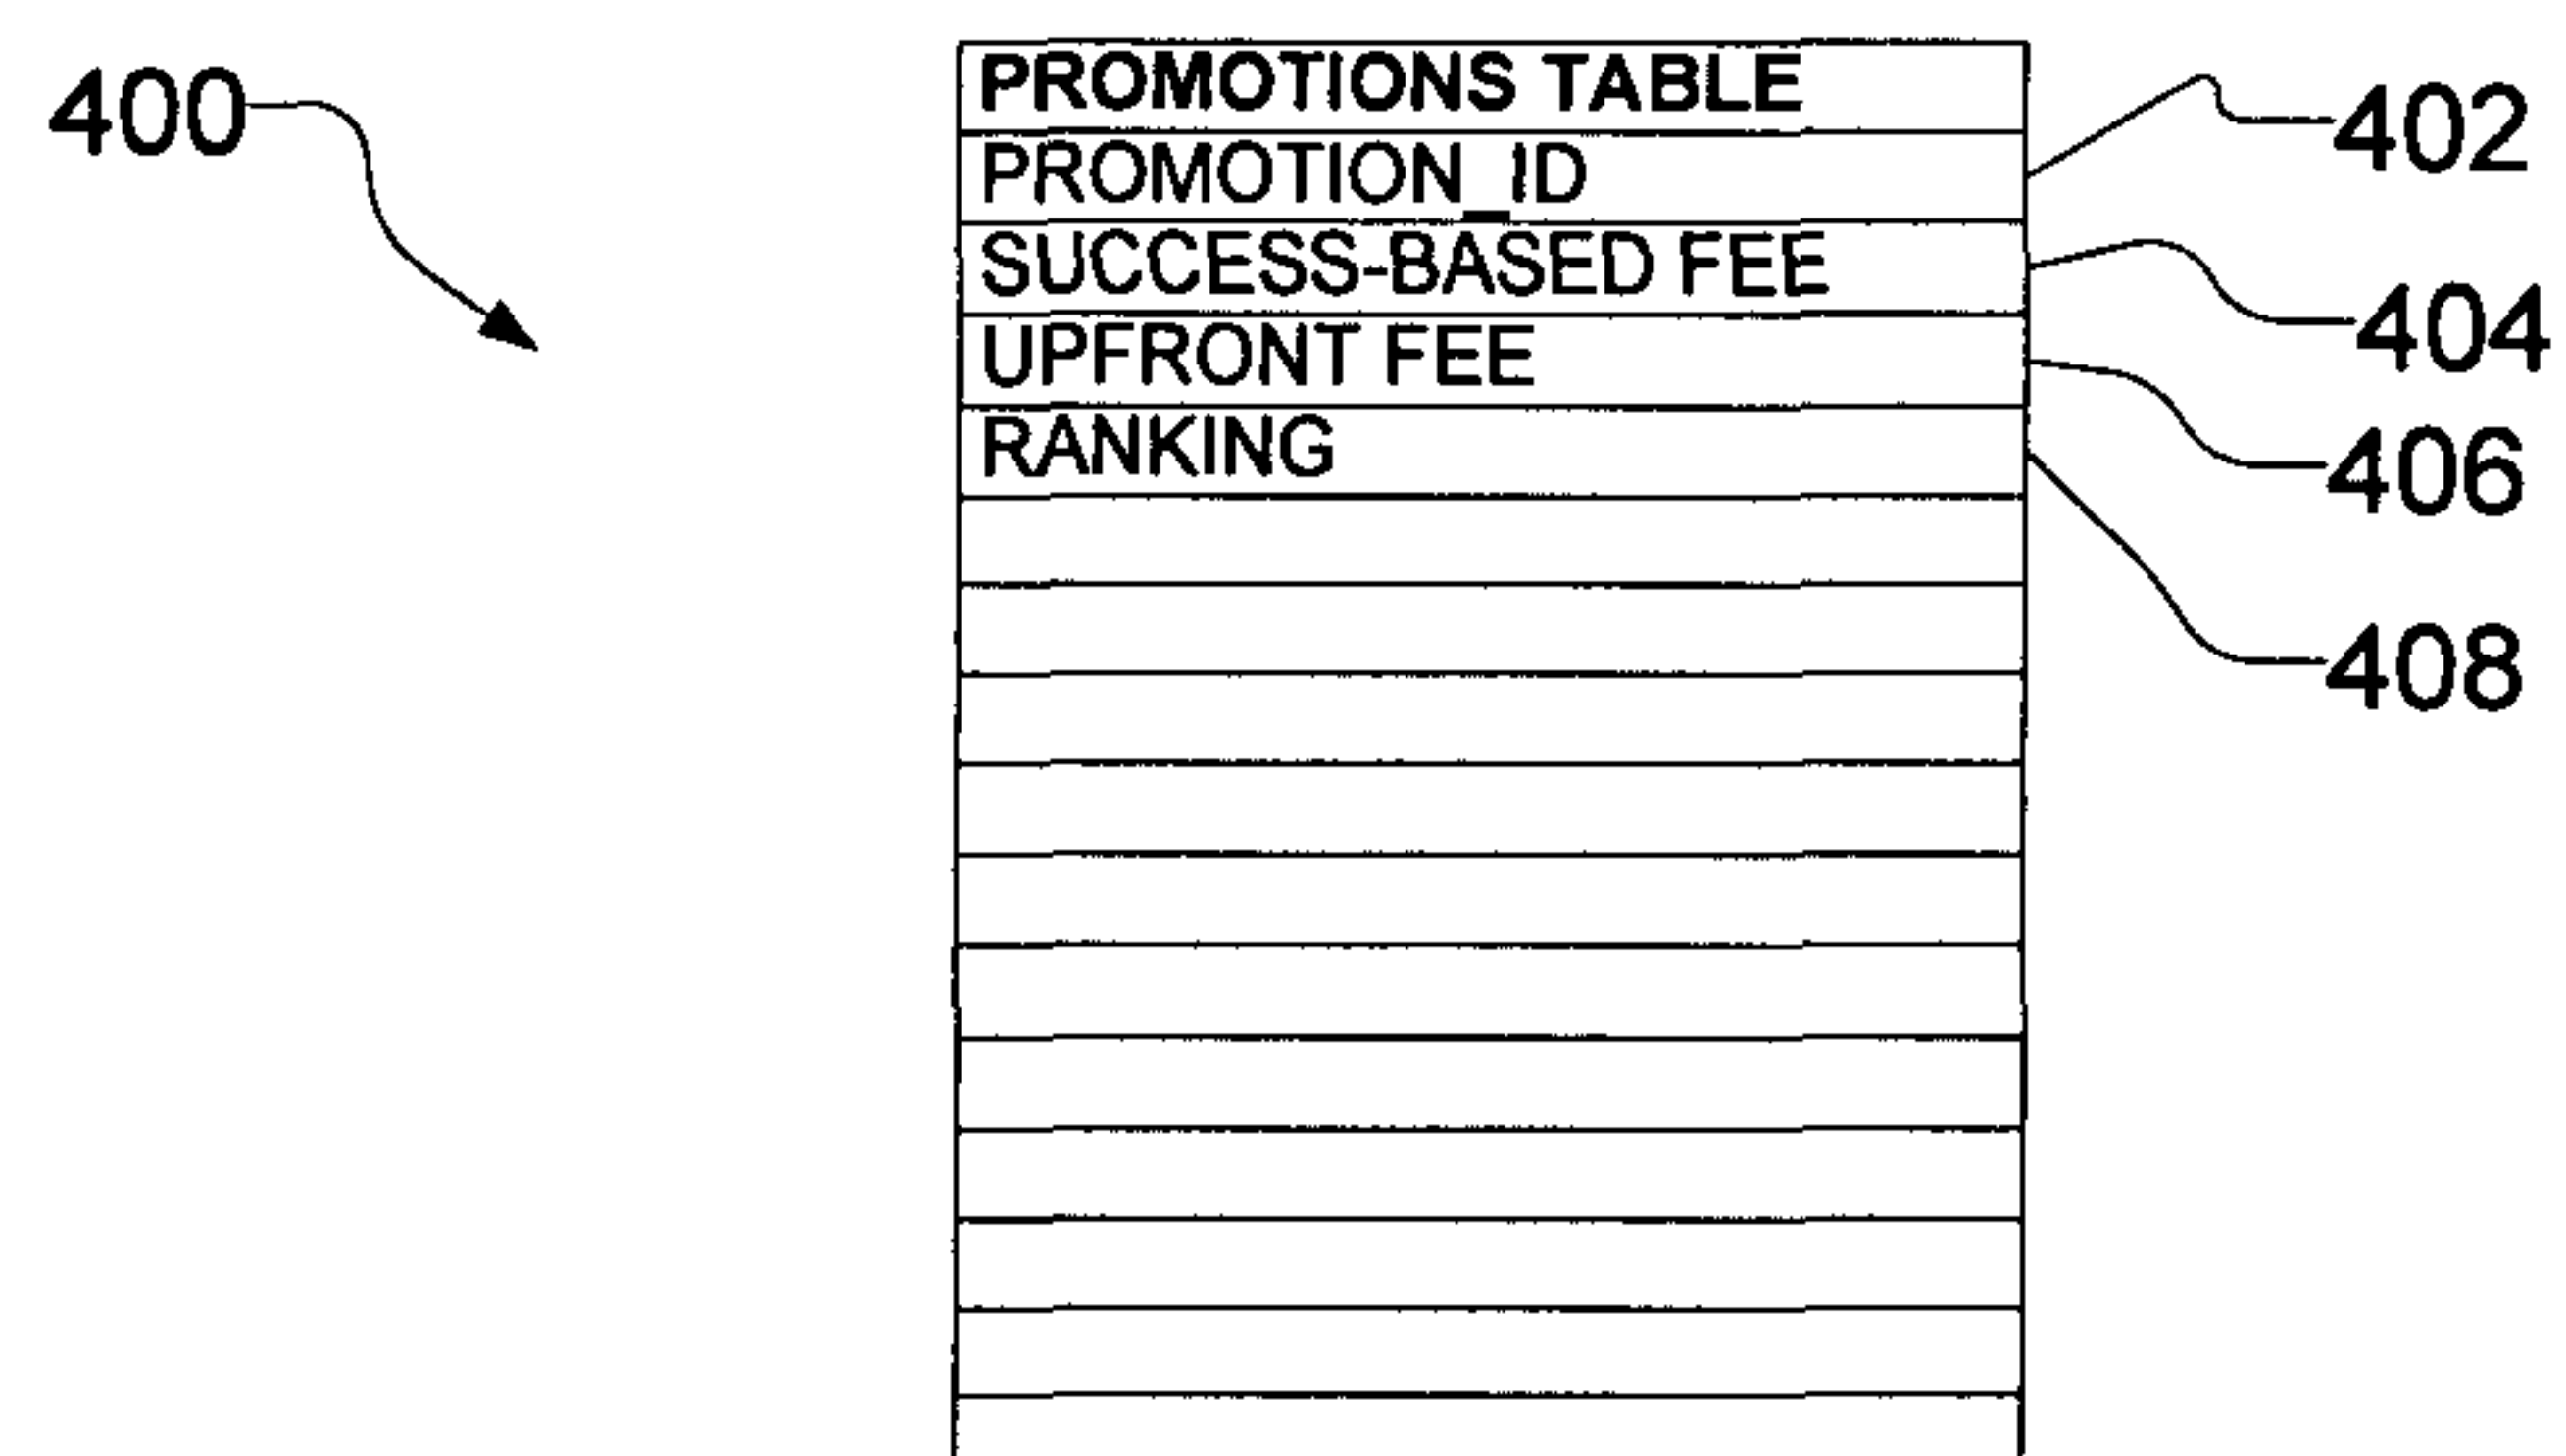 400
PROMOTIONS TABLE
PROMOTION_ID
402
SUCCESS-BASED FEE
404
UPFRONT FEE
406
RANKING
408